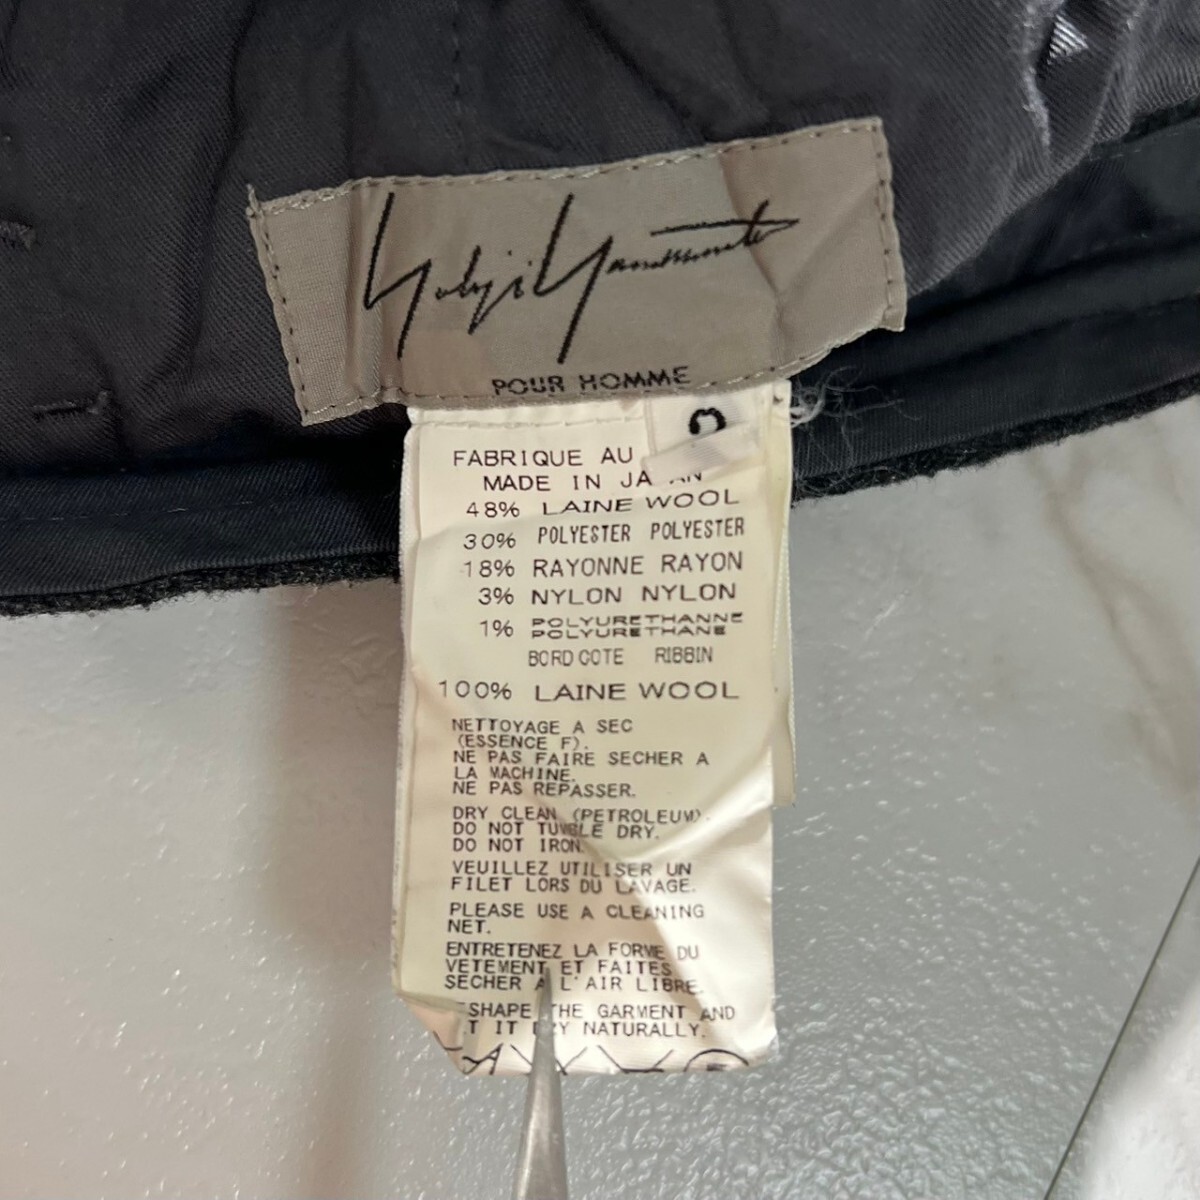 Yohji Yamamoto
POUR HOMME
FABRIQUE AU
MADE IN JAPAN
48% LAINE WOOL
30% POLYESTER POLYESTER
18% RAYONNE RAYON
3% NYLON NYLON
1% POLYURETHANNE
POLYURETHANE
BORD COTE RIBBIN
100% LAINE WOOL
NETTOYAGE A SEC
(ESSENCE F).
NE PAS FAIRE SECHER A
LA MACHINE.
NE PAS REPASSER.
DRY CLEAN (PETROLEUM).
DO NOT TUMBLE DRY.
DO NOT IRON.
VEUILLEZ UTILISER UN
FILET LORS DU LAVAGE.
PLEASE USE A CLEANING
NET.
ENTRETENEZ LA FORME DU
VETEMENT ET FAITES
SECHER A L'AIR LIBRE.
RESHAPE THE GARMENT AND
IT DRY NATURALLY.